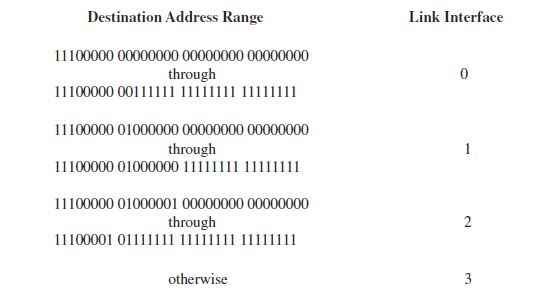 Destination Address Range Link Interface
11100000 00000000 00000000 00000000
through 0
11100000 00111111 11111111 11111111
11100000 01000000 00000000 00000000
through 1
11100000 01000000 11111111 11111111
11100000 01000001 00000000 00000000
through 2
11100001 01111111 11111111 11111111
otherwise 3